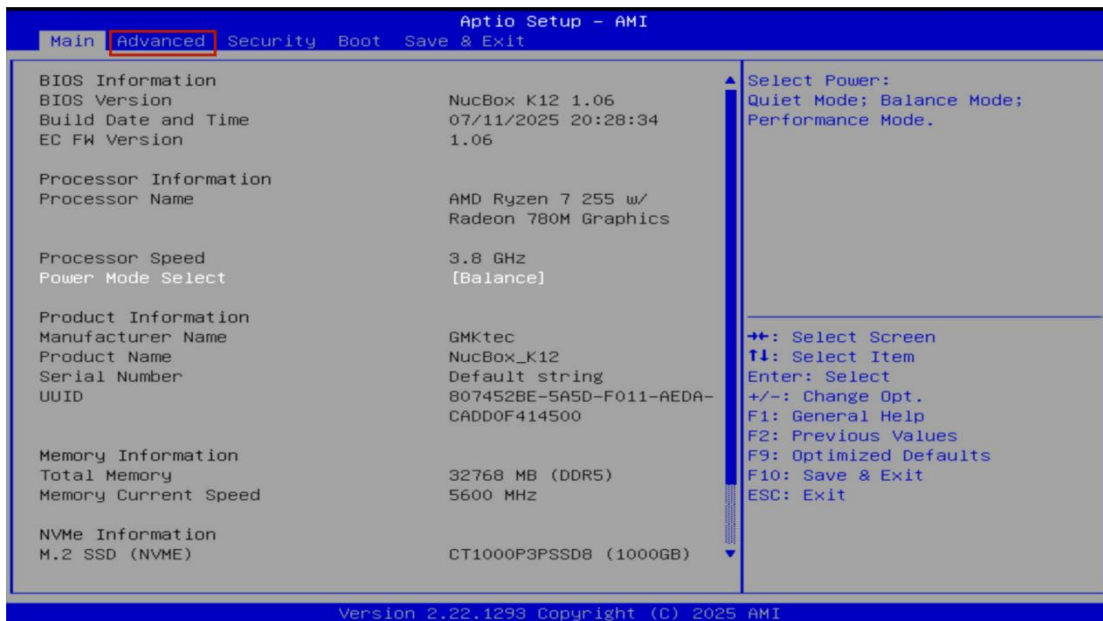 Aptio Setup – AMI
Main Advanced Security Boot Save & Exit
BIOS Information
BIOS Version NucBox K12 1.06
Build Date and Time 07/11/2025 20:28:34
EC FW Version 1.06
Processor Information
Processor Name AMD Ryzen 7 255 w/
Radeon 780M Graphics
Processor Speed 3.8 GHz
Power Mode Select [Balance]
Product Information
Manufacturer Name GMKtec
Product Name NucBox_K12
Serial Number Default string
UUID 807452BE-5A5D-F011-AEDA-
CADD0F414500
Memory Information
Total Memory 32768 MB (DDR5)
Memory Current Speed 5600 MHz
NVMe Information
M.2 SSD (NVME) CT1000P3PSSD8 (1000GB)
Select Power:
Quiet Mode; Balance Mode;
Performance Mode.
→←: Select Screen
↑↓: Select Item
Enter: Select
+/-: Change Opt.
F1: General Help
F2: Previous Values
F9: Optimized Defaults
F10: Save & Exit
ESC: Exit
Version 2.22.1293 Copyright (C) 2025 AMI